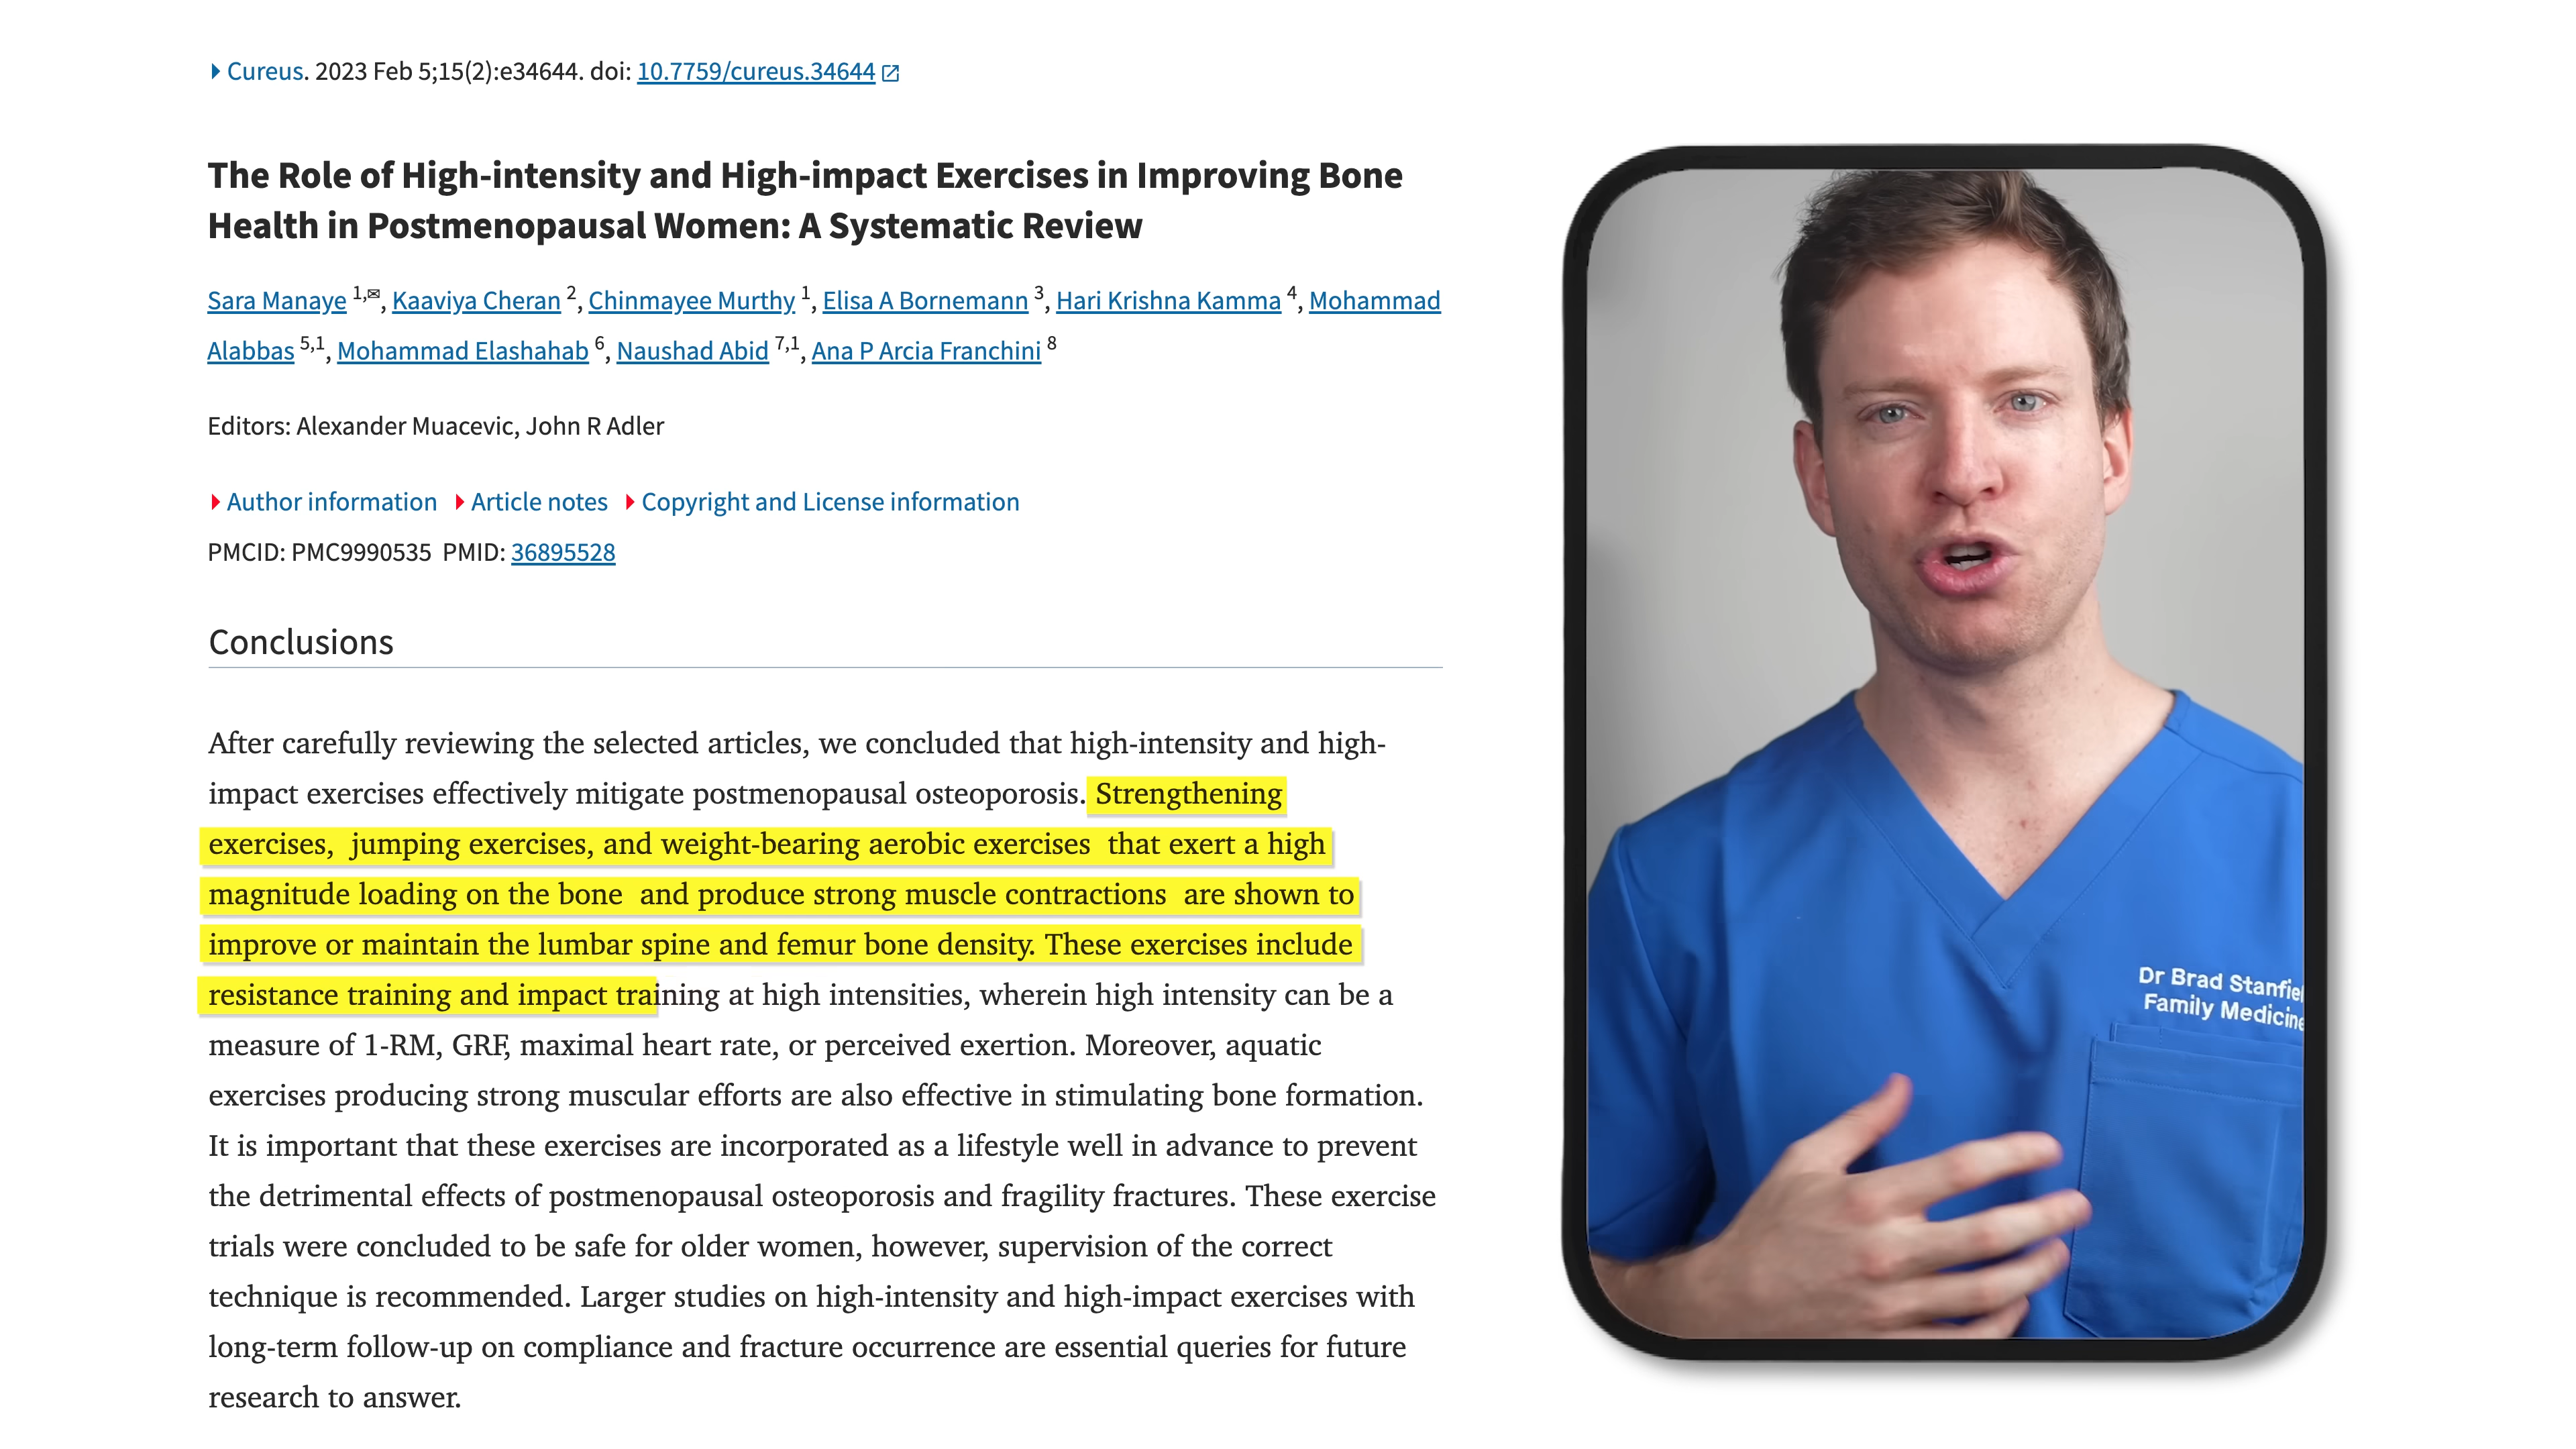 Cureus. 2023 Feb 5;15(2):e34644. doi: 10.7759/cureus.34644
The Role of High-intensity and High-impact Exercises in Improving Bone
Health in Postmenopausal Women: A Systematic Review
Sara Manaye 1,✉, Kaaviya Cheran 2, Chinmayee Murthy 1, Elisa A Bornemann 3, Hari Krishna Kamma 4, Mohammad
Alabbas 5,1, Mohammad Elashahab 6, Naushad Abid 7,1, Ana P Arcia Franchini 8
Editors: Alexander Muacevic, John R Adler
Author information Article notes Copyright and License information
PMCID: PMC9990535 PMID: 36895528
Conclusions
After carefully reviewing the selected articles, we concluded that high-intensity and high-
impact exercises effectively mitigate postmenopausal osteoporosis. Strengthening
exercises, jumping exercises, and weight-bearing aerobic exercises that exert a high
magnitude loading on the bone and produce strong muscle contractions are shown to
improve or maintain the lumbar spine and femur bone density. These exercises include
resistance training and impact training at high intensities, wherein high intensity can be a
measure of 1-RM, GRF, maximal heart rate, or perceived exertion. Moreover, aquatic
exercises producing strong muscular efforts are also effective in stimulating bone formation.
It is important that these exercises are incorporated as a lifestyle well in advance to prevent
the detrimental effects of postmenopausal osteoporosis and fragility fractures. These exercise
trials were concluded to be safe for older women, however, supervision of the correct
technique is recommended. Larger studies on high-intensity and high-impact exercises with
long-term follow-up on compliance and fracture occurrence are essential queries for future
research to answer.
Dr Brad Stanfiel
Family Medicine